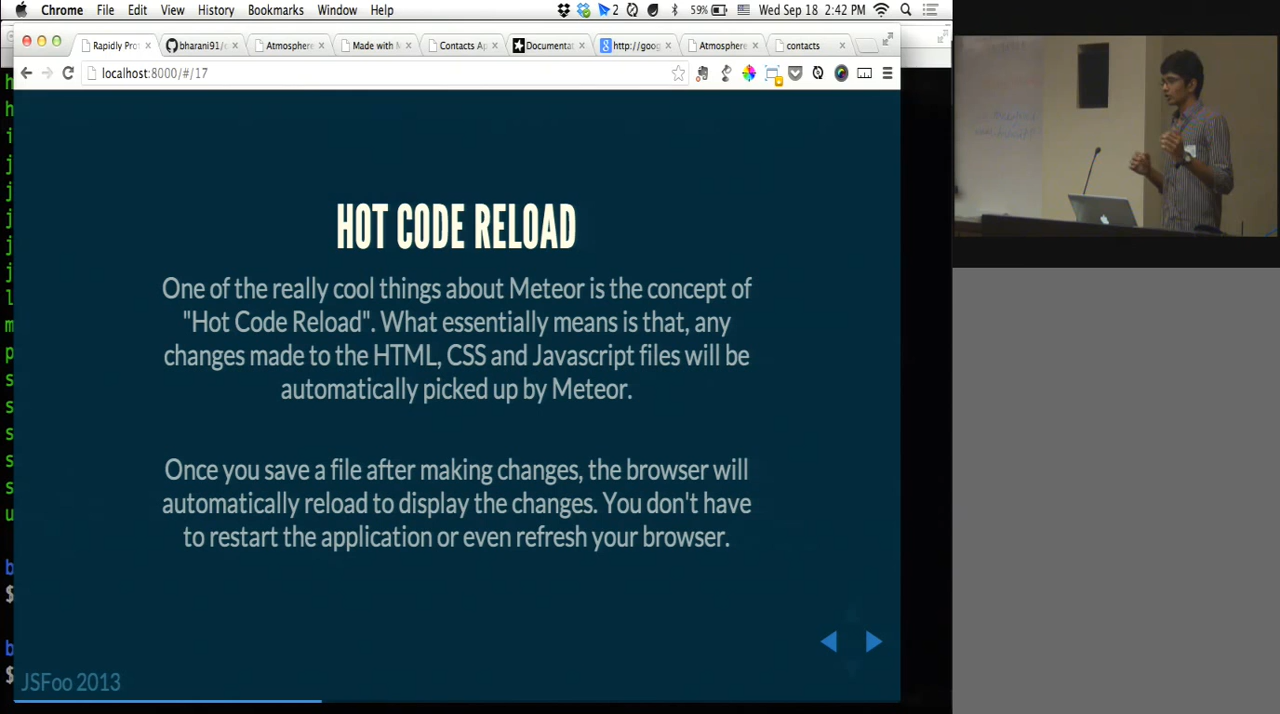 Chrome File Edit View History Bookmarks Window Help 2 59% Wed Sep 18 2:42 PM
Rapidly Pro bharani91/c Atmosphere Made with Contacts Ap Documentat http://goog Atmosphere contacts
localhost:8000/#/17
HOT CODE RELOAD
One of the really cool things about Meteor is the concept of
"Hot Code Reload". What essentially means is that, any
changes made to the HTML, CSS and Javascript files will be
automatically picked up by Meteor.
Once you save a file after making changes, the browser will
automatically reload to display the changes. You don't have
to restart the application or even refresh your browser.
JSFoo 2013
h
h
i
j
j
j
j
j
l
m
p
s
s
s
s
s
u
b
$
b
$